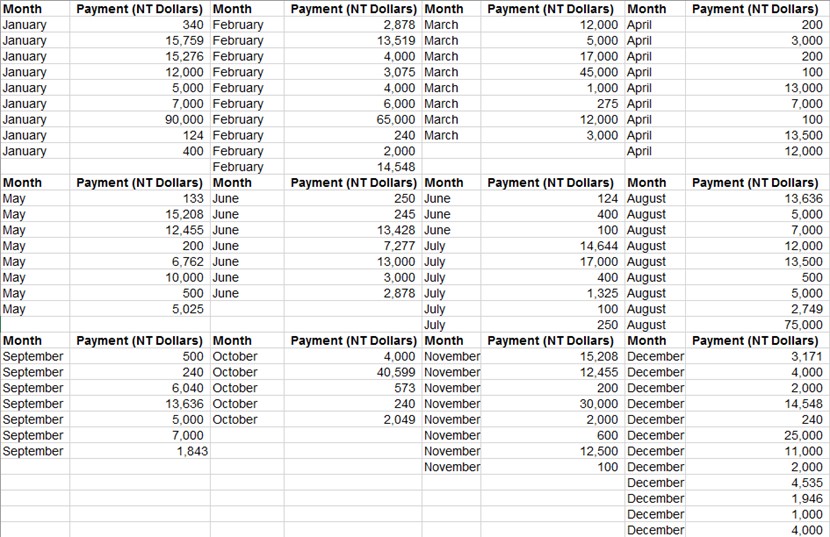 Month Payment (NT Dollars) Month Payment (NT Dollars) Month Payment (NT Dollars) Month Payment (NT Dollars)
January 340 February 2,878 March 12,000 April 200
January 15,759 February 13,519 March 5,000 April 3,000
January 15,276 February 4,000 March 17,000 April 200
January 12,000 February 3,075 March 45,000 April 100
January 5,000 February 4,000 March 1,000 April 13,000
January 7,000 February 6,000 March 275 April 7,000
January 90,000 February 65,000 March 12,000 April 100
January 124 February 240 March 3,000 April 13,500
January 400 February 2,000 April 12,000
February 14,548
Month Payment (NT Dollars) Month Payment (NT Dollars) Month Payment (NT Dollars) Month Payment (NT Dollars)
May 133 June 250 June 124 August 13,636
May 15,208 June 245 June 400 August 5,000
May 12,455 June 13,428 June 100 August 7,000
May 200 June 7,277 July 14,644 August 12,000
May 6,762 June 13,000 July 17,000 August 13,500
May 10,000 June 3,000 July 400 August 500
May 500 June 2,878 July 1,325 August 5,000
May 5,025 July 100 August 2,749
July 250 August 75,000
Month Payment (NT Dollars) Month Payment (NT Dollars) Month Payment (NT Dollars) Month Payment (NT Dollars)
September 500 October 4,000 November 15,208 December 3,171
September 240 October 40,599 November 12,455 December 4,000
September 6,040 October 573 November 200 December 2,000
September 13,636 October 240 November 30,000 December 14,548
September 5,000 October 2,049 November 2,000 December 240
September 7,000 November 600 December 25,000
September 1,843 November 12,500 December 11,000
November 100 December 2,000
December 4,535
December 1,946
December 1,000
December 4,000